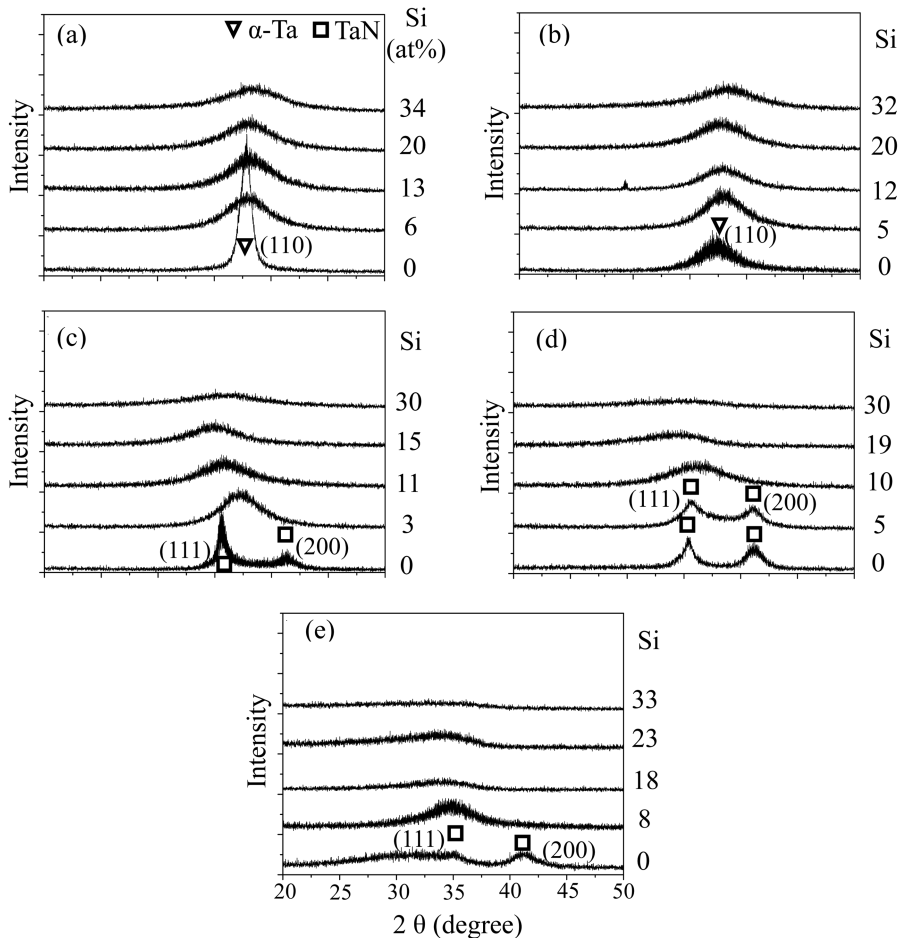 (a) ▽ α-Ta □ TaN Si
(at%)
34
20
13
6
(110)
0
Intensity
(b) Si
32
20
12
5
(110)
0
Intensity
(c) Si
30
15
11
3
(111) (200)
0
Intensity
(d) Si
30
19
10
(111) (200)
5
0
Intensity
(e) Si
33
23
18
8
(111) (200)
0
Intensity
20 25 30 35 40 45 50
2 θ (degree)